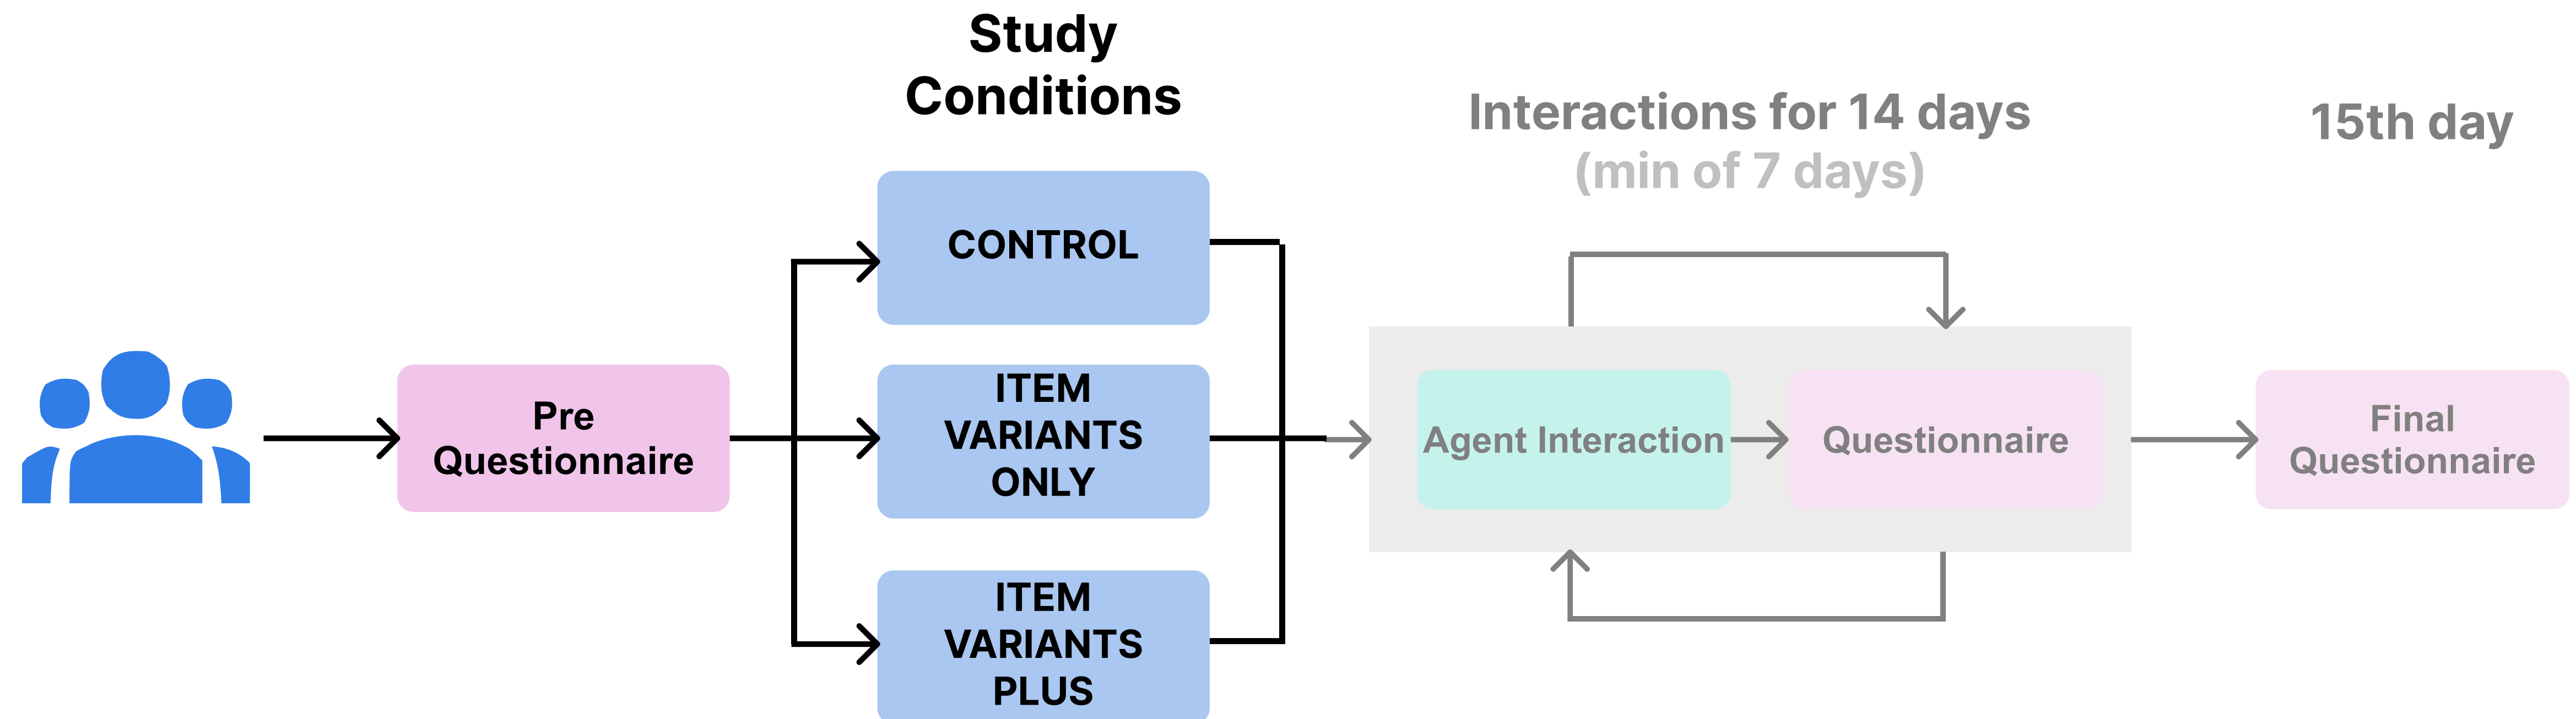 Study
Conditions
Interactions for 14 days
(min of 7 days)
15th day
Pre
Questionnaire
CONTROL
ITEM
VARIANTS
ONLY
ITEM
VARIANTS
PLUS
Agent Interaction
Questionnaire
Final
Questionnaire